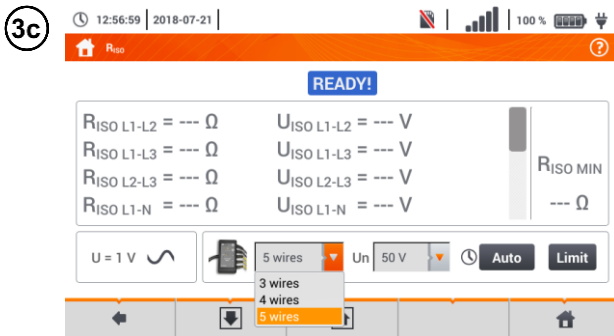 3c
12:56:59 2018-07-21 100 %
RISO ?
READY!
RISO L1-L2 = --- Ω UISO L1-L2 = --- V
RISO L1-L3 = --- Ω UISO L1-L3 = --- V
RISO L2-L3 = --- Ω UISO L2-L3 = --- V
RISO L1-N = --- Ω UISO L1-N = --- V
RISO MIN
--- Ω
U = 1 V 5 wires Un 50 V Auto Limit
3 wires
4 wires
5 wires